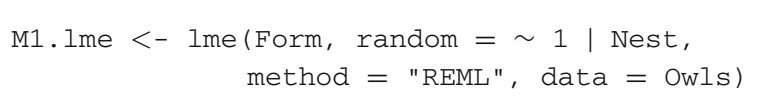 M1.lme <- lme(Form, random = ∼ 1 | Nest,
method = "REML", data = Owls)